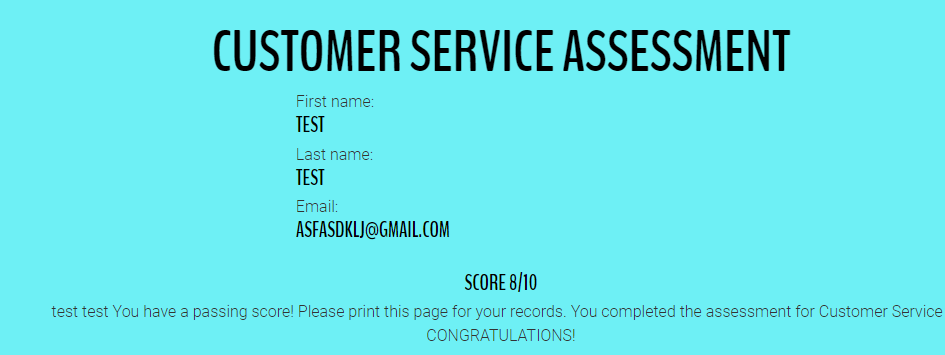 CUSTOMER SERVICE ASSESSMENT
First name:
TEST
Last name:
TEST
Email:
ASFASDKLJ@GMAIL.COM
SCORE 8/10
test test You have a passing score! Please print this page for your records. You completed the assessment for Customer Service
CONGRATULATIONS!